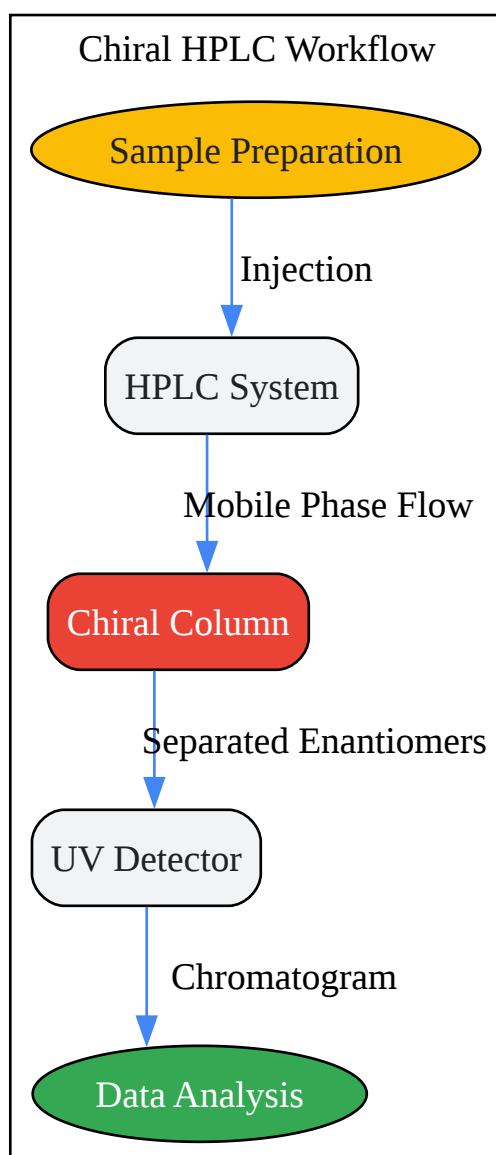 Chiral HPLC Workflow
Sample Preparation
Injection
HPLC System
Mobile Phase Flow
Chiral Column
Separated Enantiomers
UV Detector
Chromatogram
Data Analysis